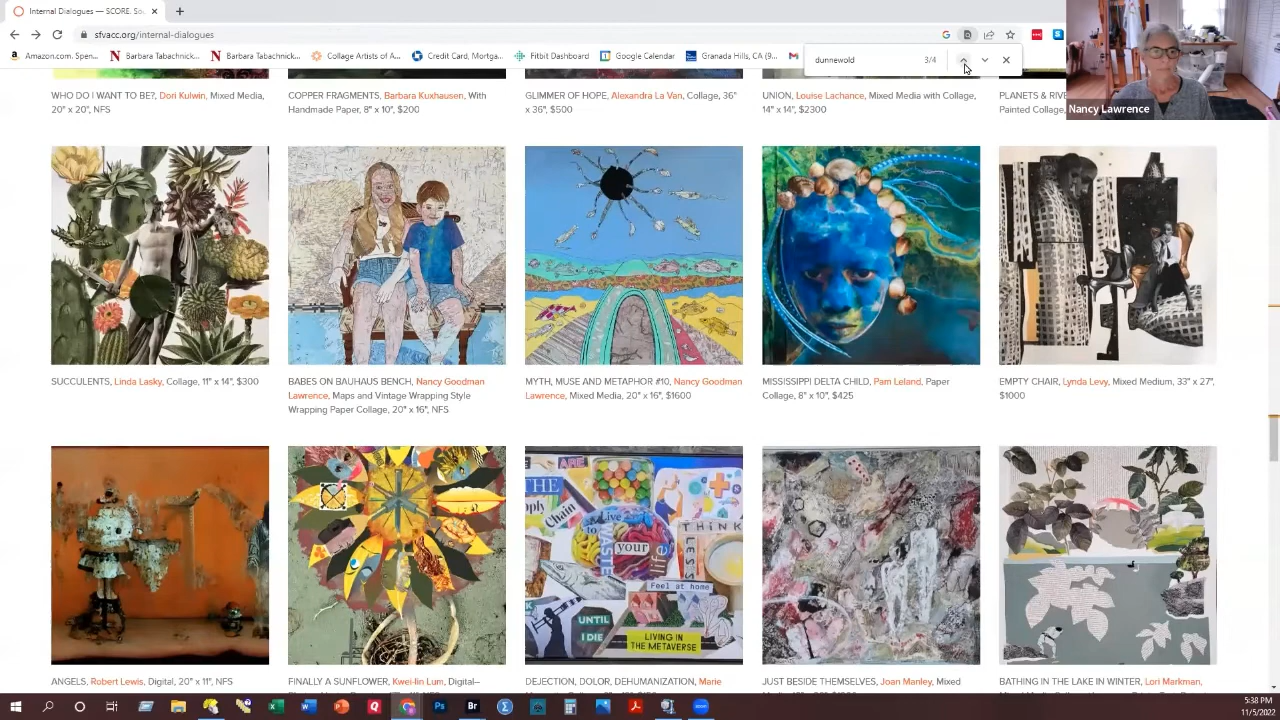 Internal Dialogues — SCORE, So
sfvacc.org/internal-dialogues
Amazon.com. Spen...
Barbara Tabachnick...
Barbara Tabachnick...
Collage Artists of A...
Credit Card, Mortga...
Fitbit Dashboard
Google Calendar
Granada Hills, CA (9...
dunnewold
3/4
Nancy Lawrence
WHO DO I WANT TO BE?, Dori Kulwin, Mixed Media,
20" x 20", NFS
COPPER FRAGMENTS, Barbara Kuxhausen, With
Handmade Paper, 8" x 10", $200
GLIMMER OF HOPE, Alexandra La Van, Collage, 36"
x 36", $500
UNION, Louise Lachance, Mixed Media with Collage,
14" x 14", $2300
PLANETS & RIVE
Painted Collage,
SUCCULENTS, Linda Lasky, Collage, 11" x 14", $300
BABES ON BAUHAUS BENCH, Nancy Goodman
Lawrence, Maps and Vintage Wrapping Style
Wrapping Paper Collage, 20" x 16", NFS
MYTH, MUSE AND METAPHOR #10, Nancy Goodman
Lawrence, Mixed Media, 20" x 16", $1600
MISSISSIPPI DELTA CHILD, Pam Leland, Paper
Collage, 8" x 10", $425
EMPTY CHAIR, Lynda Levy, Mixed Medium, 33" x 27",
$1000
ARE
THE
Chain
Live
WASTE
your
life
THINK
LESS
Feel at home
UNTIL
I DIE
LIVING IN
THE METAVERSE
ANGELS, Robert Lewis, Digital, 20" x 11", NFS
FINALLY A SUNFLOWER, Kwei-lin Lum, Digital–
DEJECTION, DOLOR, DEHUMANIZATION, Marie
JUST BESIDE THEMSELVES, Joan Manley, Mixed
BATHING IN THE LAKE IN WINTER, Lori Markman,
5:38 PM
11/5/2022